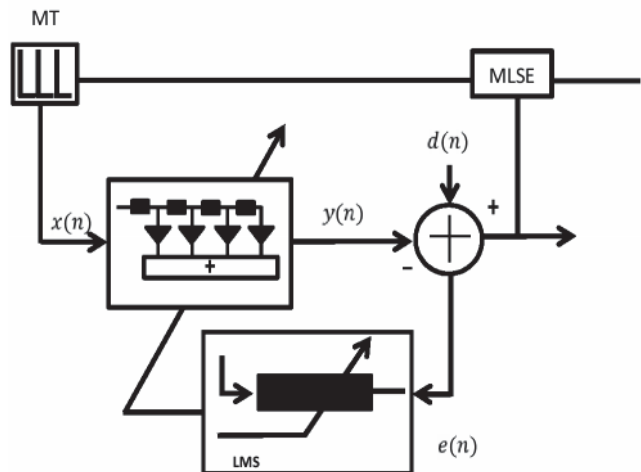 MT
MLSE
d(n)
+
x(n)
y(n)
-
+
LMS
e(n)